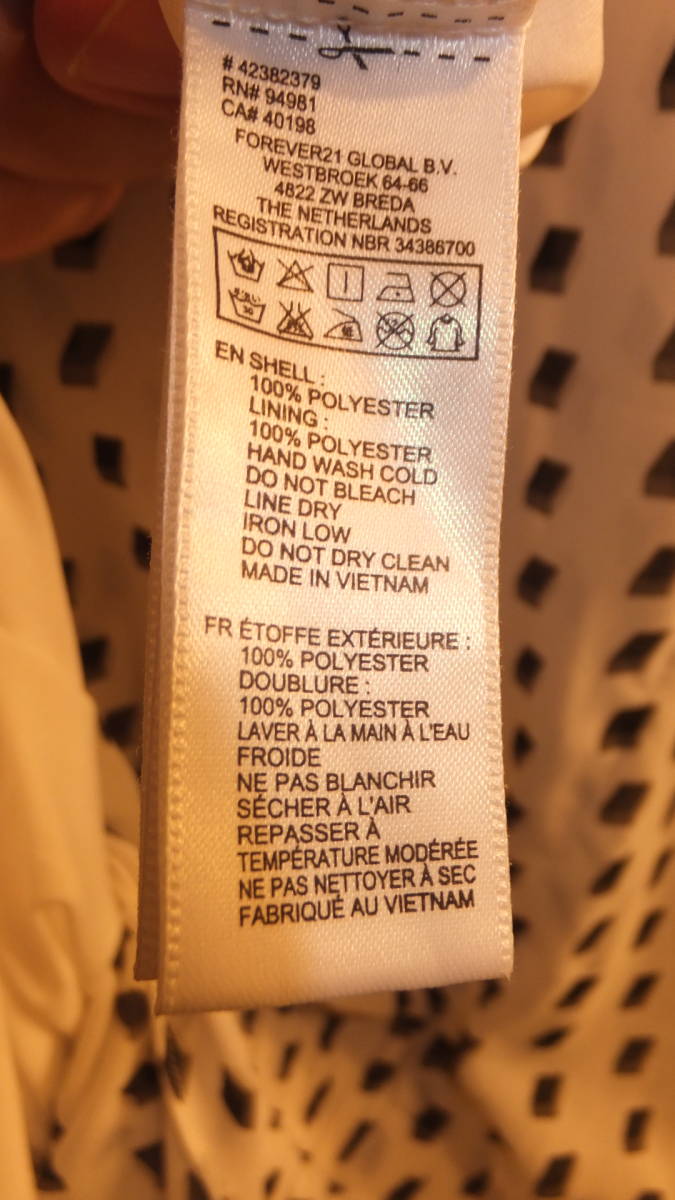 # 42382379
RN# 94981
CA# 40198
FOREVER21 GLOBAL B.V.
WESTBROEK 64-66
4822 ZW BREDA
THE NETHERLANDS
REGISTRATION NBR 34386700
30
EN SHELL :
100% POLYESTER
LINING :
100% POLYESTER
HAND WASH COLD
DO NOT BLEACH
LINE DRY
IRON LOW
DO NOT DRY CLEAN
MADE IN VIETNAM
FR ÉTOFFE EXTÉRIEURE :
100% POLYESTER
DOUBLURE :
100% POLYESTER
LAVER À LA MAIN À L'EAU
FROIDE
NE PAS BLANCHIR
SÉCHER À L'AIR
REPASSER À
TEMPÉRATURE MODÉRÉE
NE PAS NETTOYER À SEC
FABRIQUÉ AU VIETNAM